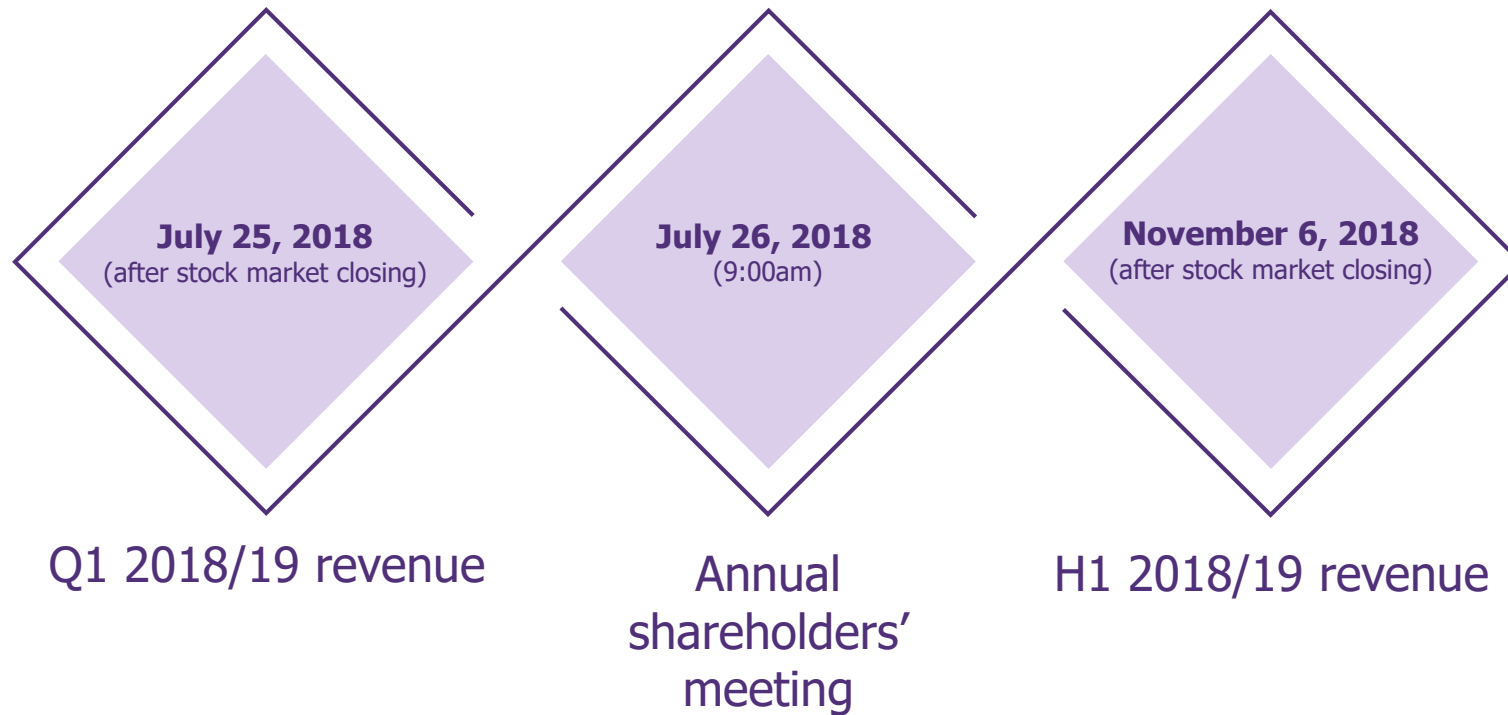 July 25, 2018
(after stock market closing)
Q1 2018/19 revenue
July 26, 2018
(9:00am)
Annual
shareholders’
meeting
November 6, 2018
(after stock market closing)
H1 2018/19 revenue